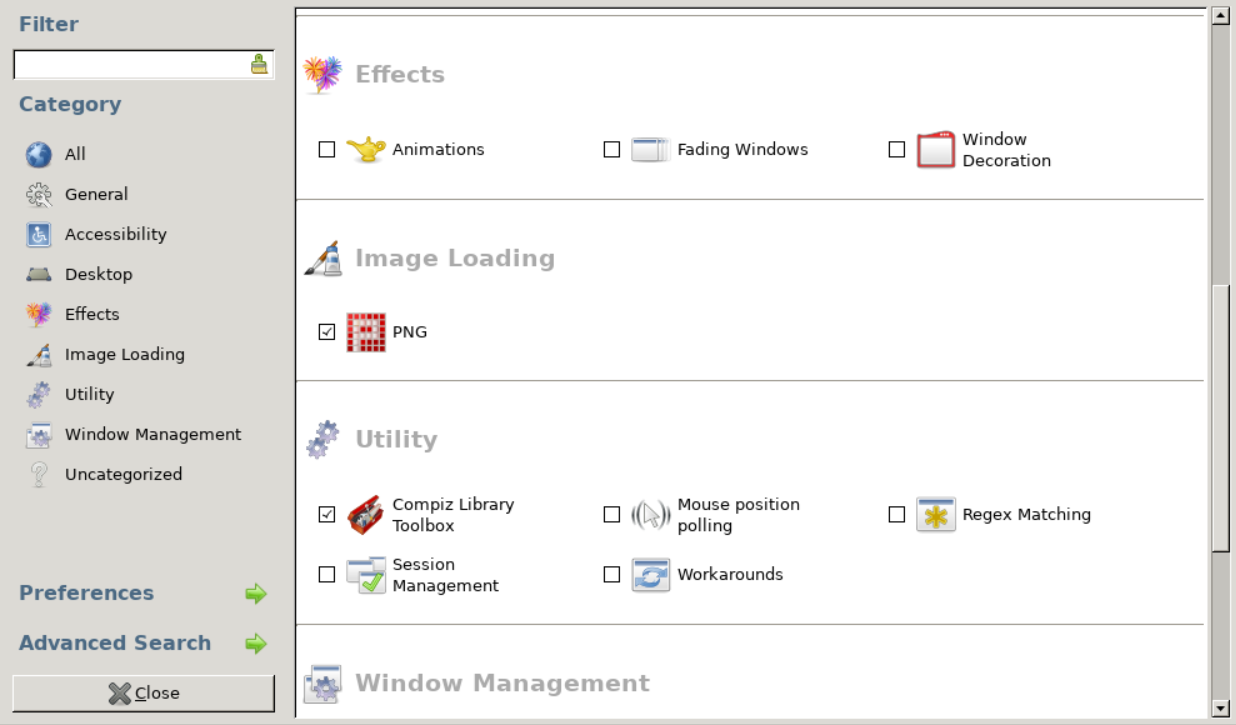 Filter
Category
All
General
Accessibility
Desktop
Effects
Image Loading
Utility
Window Management
Uncategorized
Preferences
Advanced Search
Close
Effects
Animations
Fading Windows
Window
Decoration
Image Loading
PNG
Utility
Compiz Library
Toolbox
Mouse position
polling
Regex Matching
Session
Management
Workarounds
Window Management